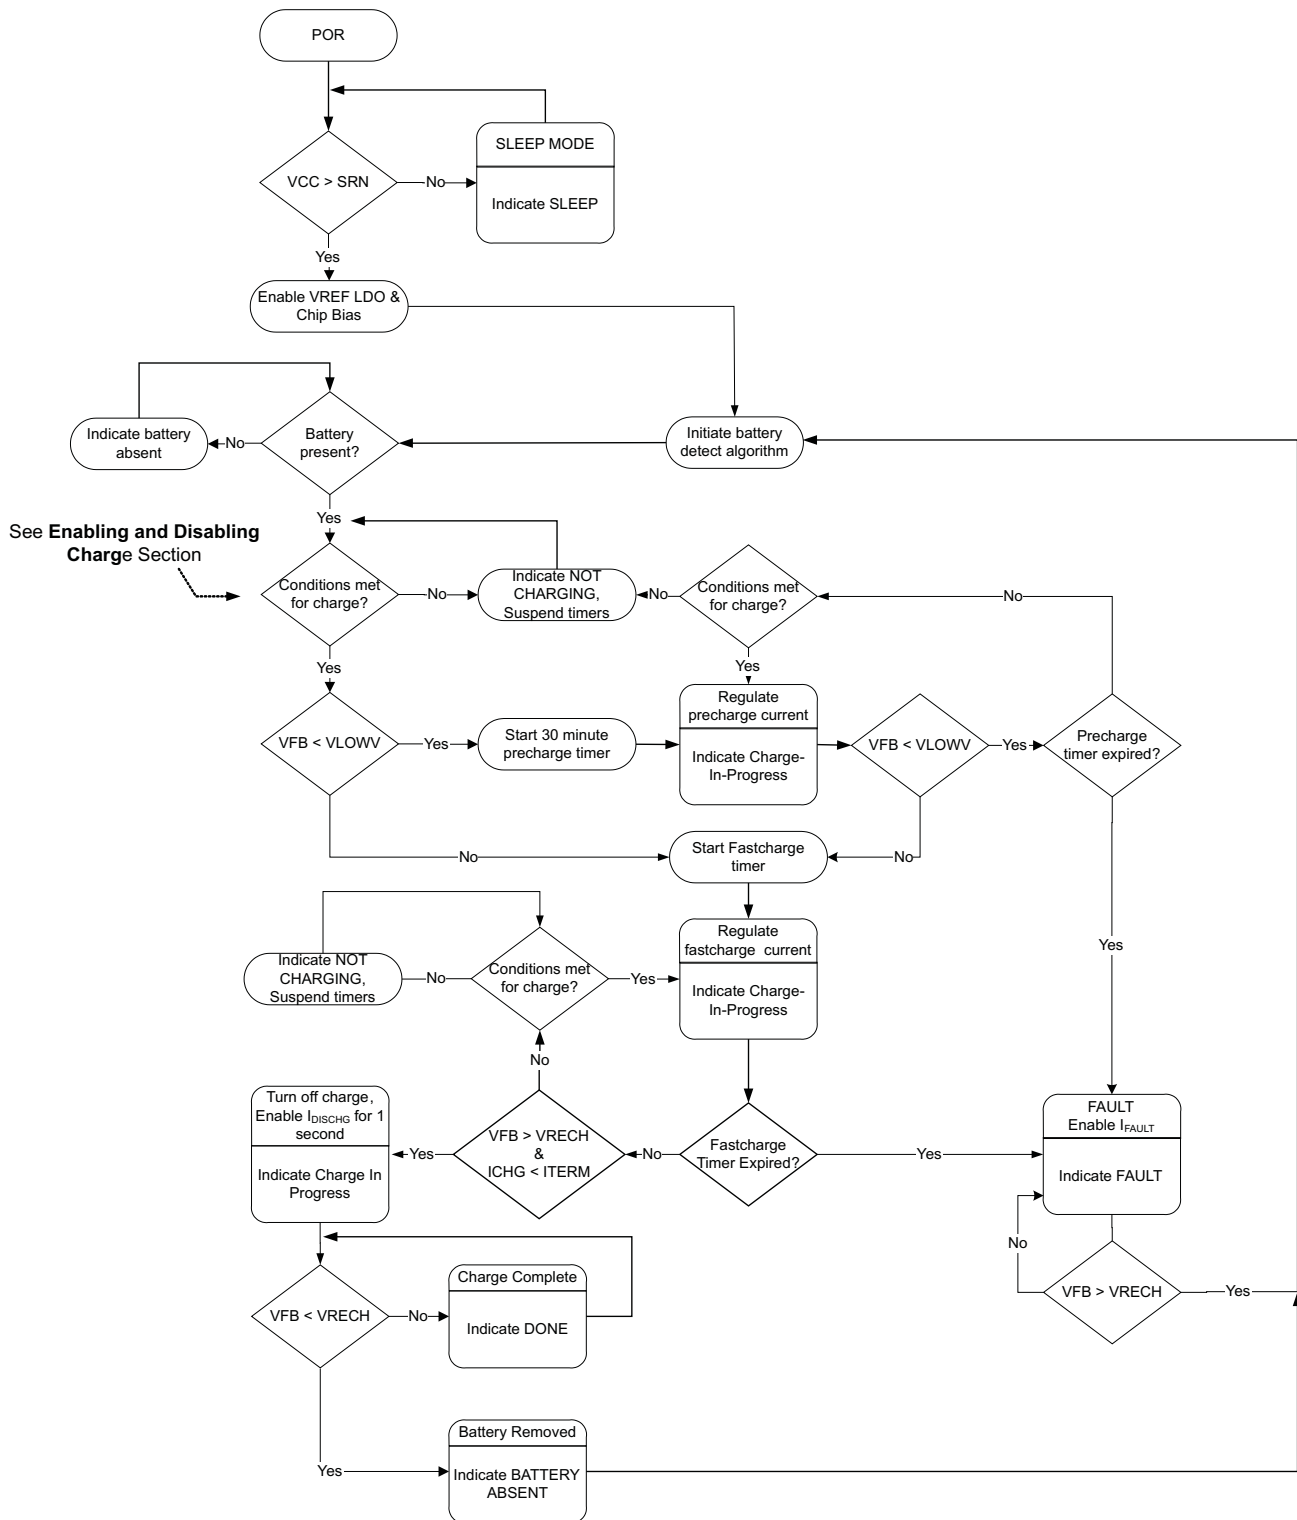 POR
SLEEP MODE
VCC > SRN
No
Indicate SLEEP
Yes
Enable VREF LDO &
Chip Bias
Indicate battery
absent
No
Battery
present?
Initiate battery
detect algorithm
Yes
See Enabling and Disabling
Charge Section
Conditions met
for charge?
No
Indicate NOT
CHARGING,
Suspend timers
No
Conditions met
for charge?
No
Yes
Yes
VFB < VLOWV
Yes
Start 30 minute
precharge timer
Regulate
precharge current
Indicate Charge-
In-Progress
VFB < VLOWV
Yes
Precharge
timer expired?
No
Start Fastcharge
timer
No
Yes
Indicate NOT
CHARGING,
Suspend timers
No
Conditions met
for charge?
Yes
Regulate
fastcharge current
Indicate Charge-
In-Progress
No
Turn off charge,
Enable IDISCHG for 1
second
Indicate Charge In
Progress
Yes
VFB > VRECH
&
ICHG < ITERM
No
Fastcharge
Timer Expired?
Yes
FAULT
Enable IFAULT
Indicate FAULT
No
VFB > VRECH
Yes
VFB < VRECH
No
Charge Complete
Indicate DONE
Yes
Battery Removed
Indicate BATTERY
ABSENT